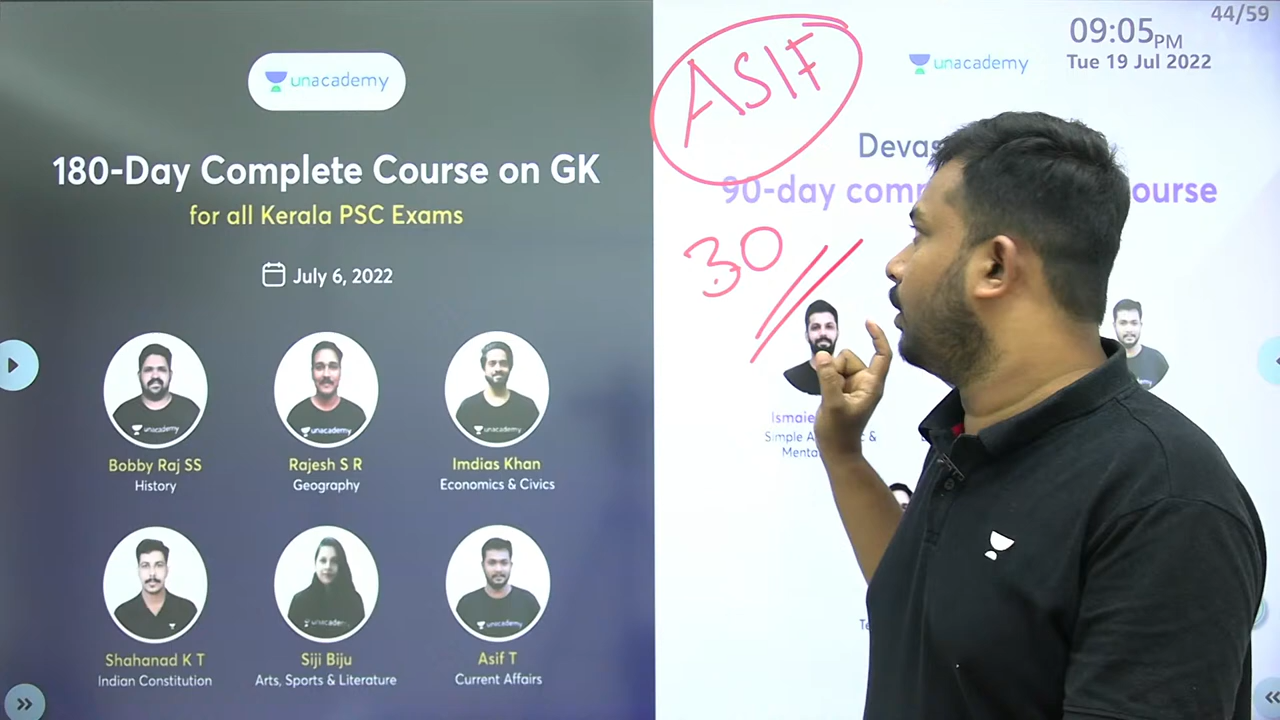 unacademy
180-Day Complete Course on GK
for all Kerala PSC Exams
July 6, 2022
Bobby Raj SS
History
Rajesh S R
Geography
Imdias Khan
Economics & Civics
Shahanad K T
Indian Constitution
Siji Biju
Arts, Sports & Literature
Asif T
Current Affairs
44/59
09:05PM
Tue 19 Jul 2022
unacademy
ASIF
30
90-day
Simple
&